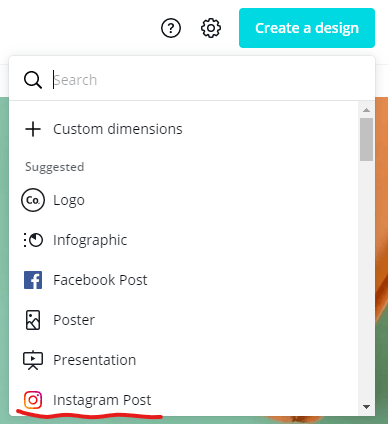 Create a design
Search
Custom dimensions
Suggested
Co. Logo
Infographic
Facebook Post
Poster
Presentation
Instagram Post